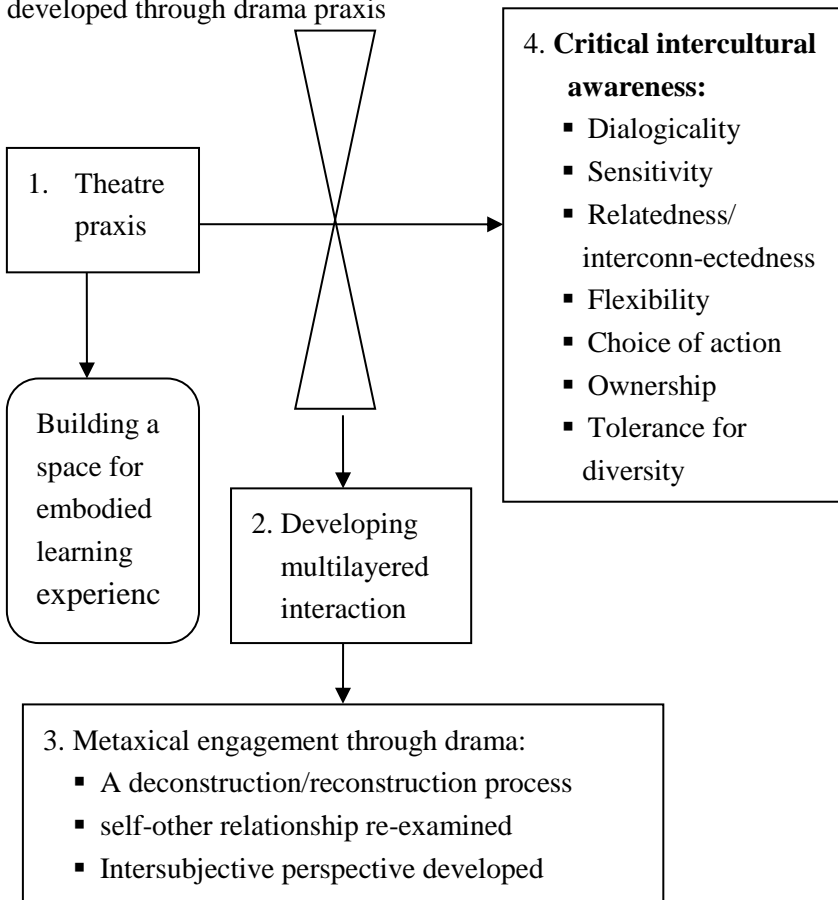 developed through drama praxis
1. Theatre
praxis
Building a
space for
embodied
learning
experienc
2. Developing
multilayered
interaction
3. Metaxical engagement through drama:
▪ A deconstruction/reconstruction process
▪ self-other relationship re-examined
▪ Intersubjective perspective developed
4. Critical intercultural
awareness:
▪ Dialogicality
▪ Sensitivity
▪ Relatedness/
interconn-ectedness
▪ Flexibility
▪ Choice of action
▪ Ownership
▪ Tolerance for
diversity